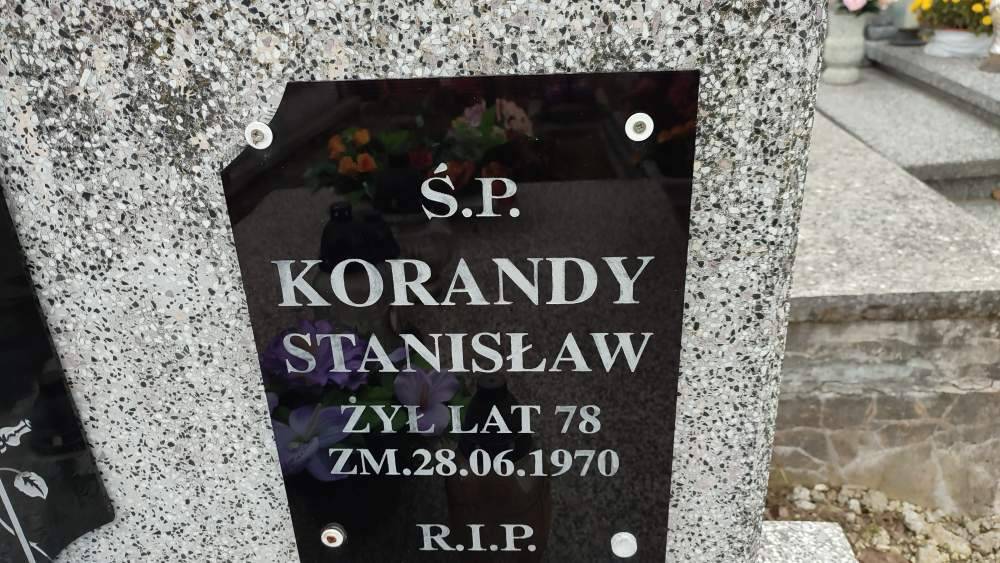 Ś.P.
KORANDY
STANISŁAW
ŻYŁ LAT 78
ZM.28.06.1970
R.I.P.